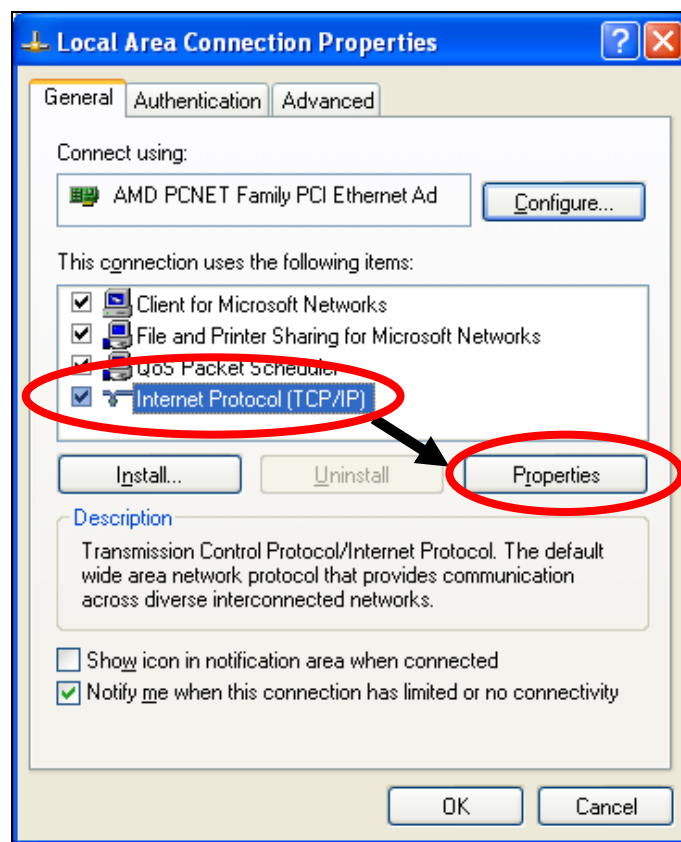 Local Area Connection Properties
General Authentication Advanced
Connect using:
AMD PCNET Family PCI Ethernet Ad
Configure...
This connection uses the following items:
Client for Microsoft Networks
File and Printer Sharing for Microsoft Networks
QoS Packet Scheduler
Internet Protocol (TCP/IP)
Install... Uninstall Properties
Description
Transmission Control Protocol/Internet Protocol. The default
wide area network protocol that provides communication
across diverse interconnected networks.
Show icon in notification area when connected
Notify me when this connection has limited or no connectivity
OK Cancel